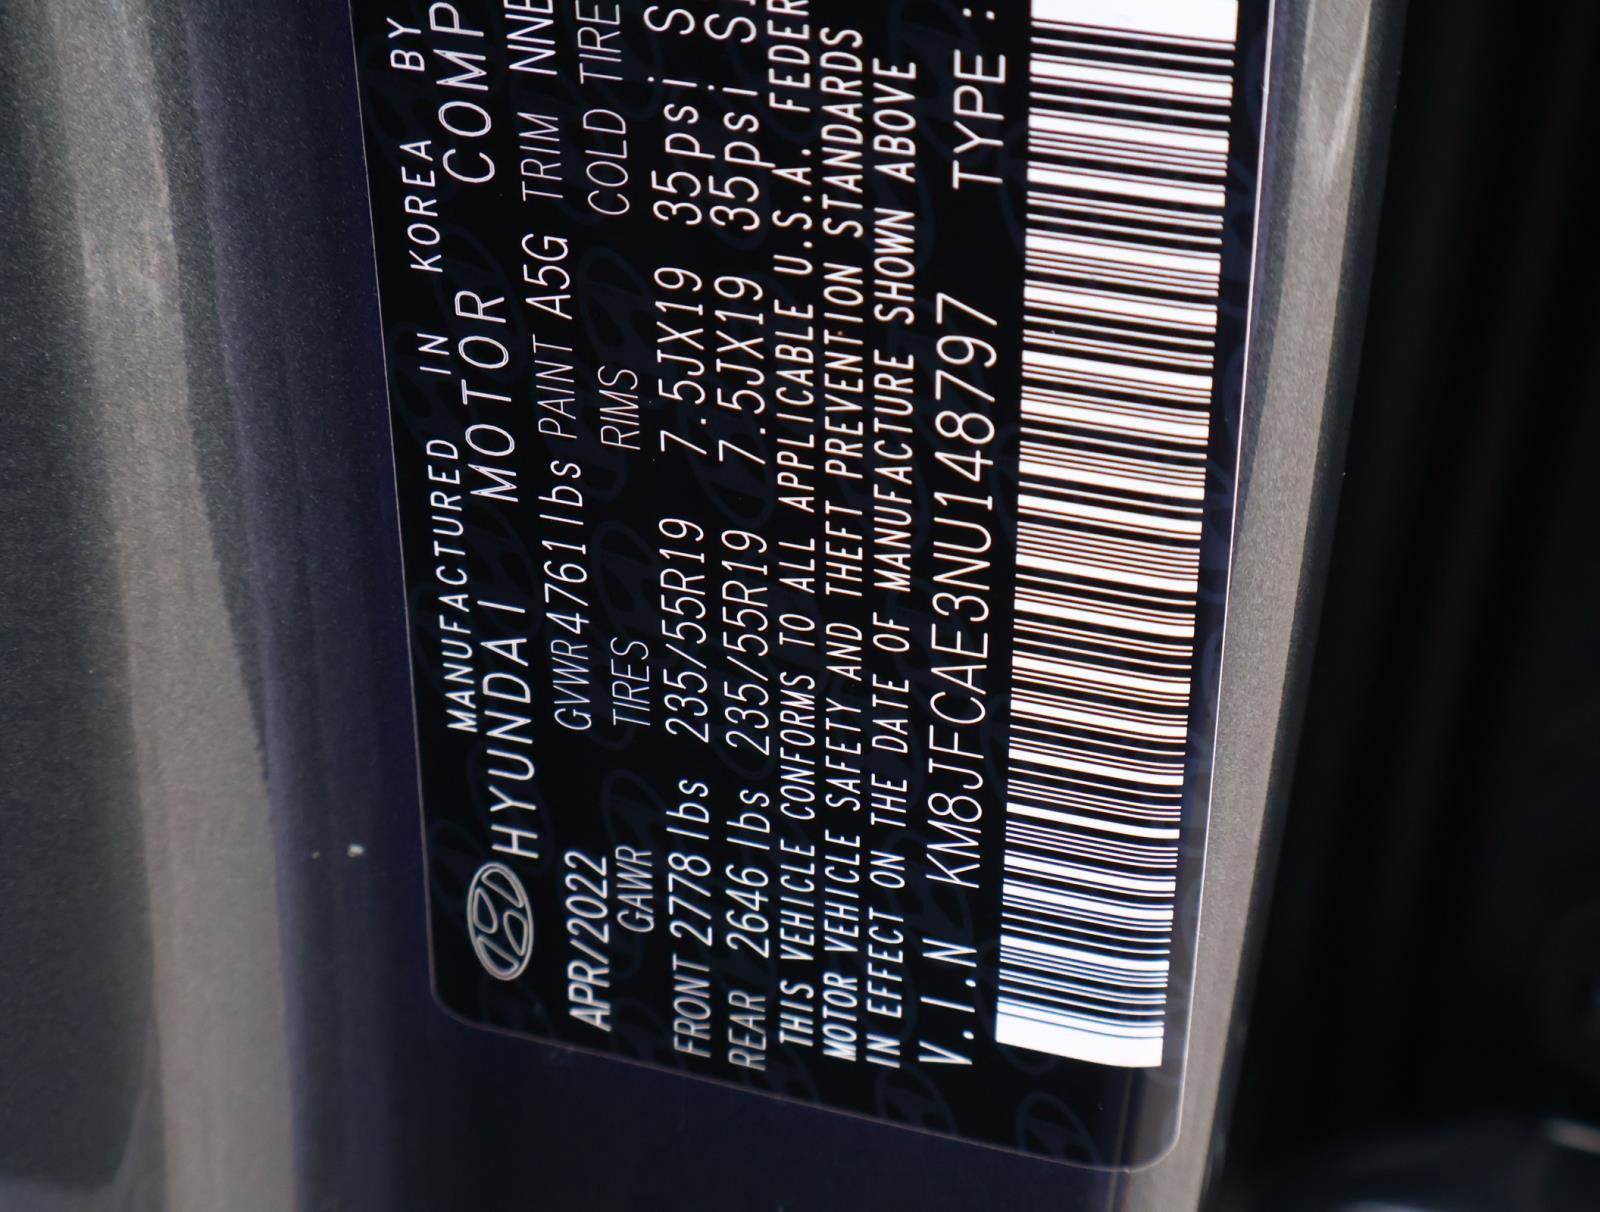 MANUFACTURED IN KOREA BY
HYUNDAI MOTOR COMP
APR/2022 GVWR 4761 lbs PAINT A5G TRIM NNB
GAWR TIRES RIMS COLD TIRE
FRONT 2778 lbs 235/55R19 7.5JX19 35psi
REAR 2646 lbs 235/55R19 7.5JX19 35psi
THIS VEHICLE CONFORMS TO ALL APPLICABLE U.S.A. FEDER
MOTOR VEHICLE SAFETY AND THEFT PREVENTION STANDARDS
IN EFFECT ON THE DATE OF MANUFACTURE SHOWN ABOVE
V.I.N KM8JFCAE3NU148797 TYPE :